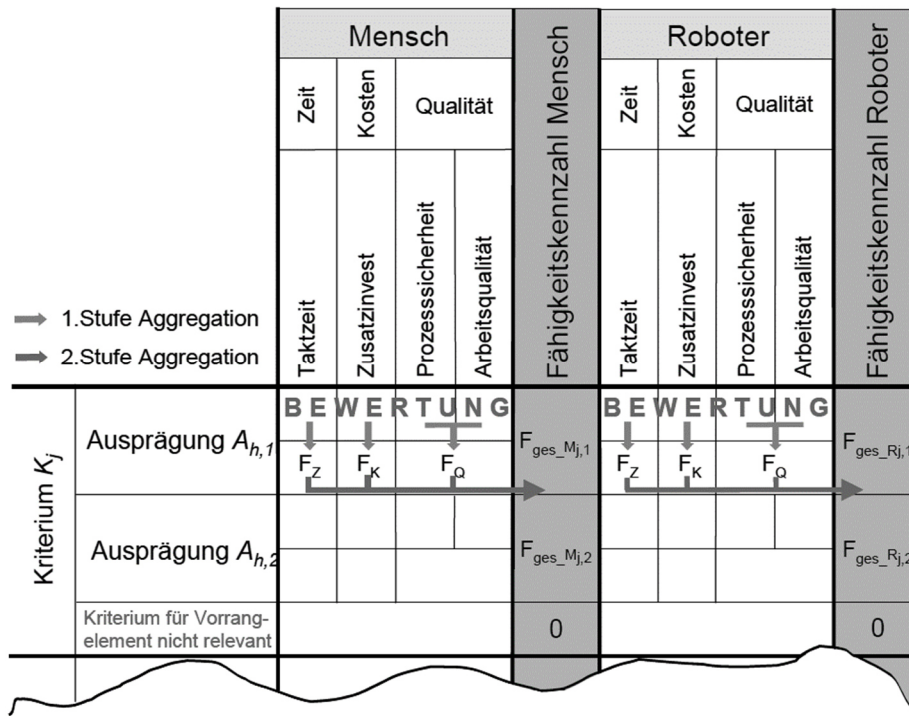 Mensch
Roboter
Zeit
Kosten
Qualität
Fähigkeitskennzahl Mensch
Zeit
Kosten
Qualität
Fähigkeitskennzahl Roboter
Taktzeit
Zusatzinvest
Prozesssicherheit
Arbeitsqualität
Taktzeit
Zusatzinvest
Prozesssicherheit
Arbeitsqualität
1.Stufe Aggregation
2.Stufe Aggregation
Kriterium Kj
Ausprägung Ah,1
BEWERTUNG
Fges_Mj,1
BEWERTUNG
Fges_Rj,1
FZ
FK
FQ
FZ
FK
FQ
Ausprägung Ah,2
Fges_Mj,2
Fges_Rj,2
Kriterium für Vorrang-
element nicht relevant
0
0